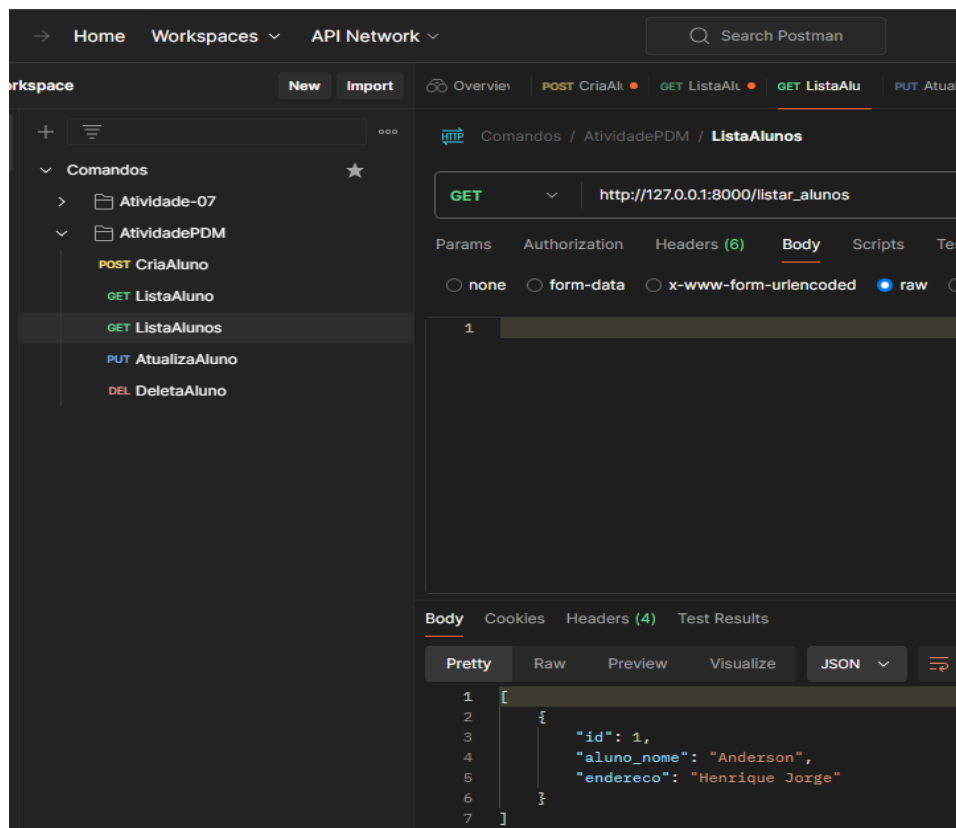 Home Workspaces API Network Search Postman
orkspace New Import
Overvie POST CriaAl GET ListaAlu GET ListaAlu PUT Atual
Comandos / AtividadePDM / ListaAlunos
Comandos
Atividade-07
AtividadePDM
POST CriaAluno
GET ListaAluno
GET ListaAlunos
PUT AtualizaAluno
DEL DeletaAluno
GET http://127.0.0.1:8000/listar_alunos
Params Authorization Headers (6) Body Scripts Te
none form-data x-www-form-urlencoded raw
1
Body Cookies Headers (4) Test Results
Pretty Raw Preview Visualize JSON
1 [
2 {
3 "id": 1,
4 "aluno_nome": "Anderson",
5 "endereco": "Henrique Jorge"
6 }
7 ]